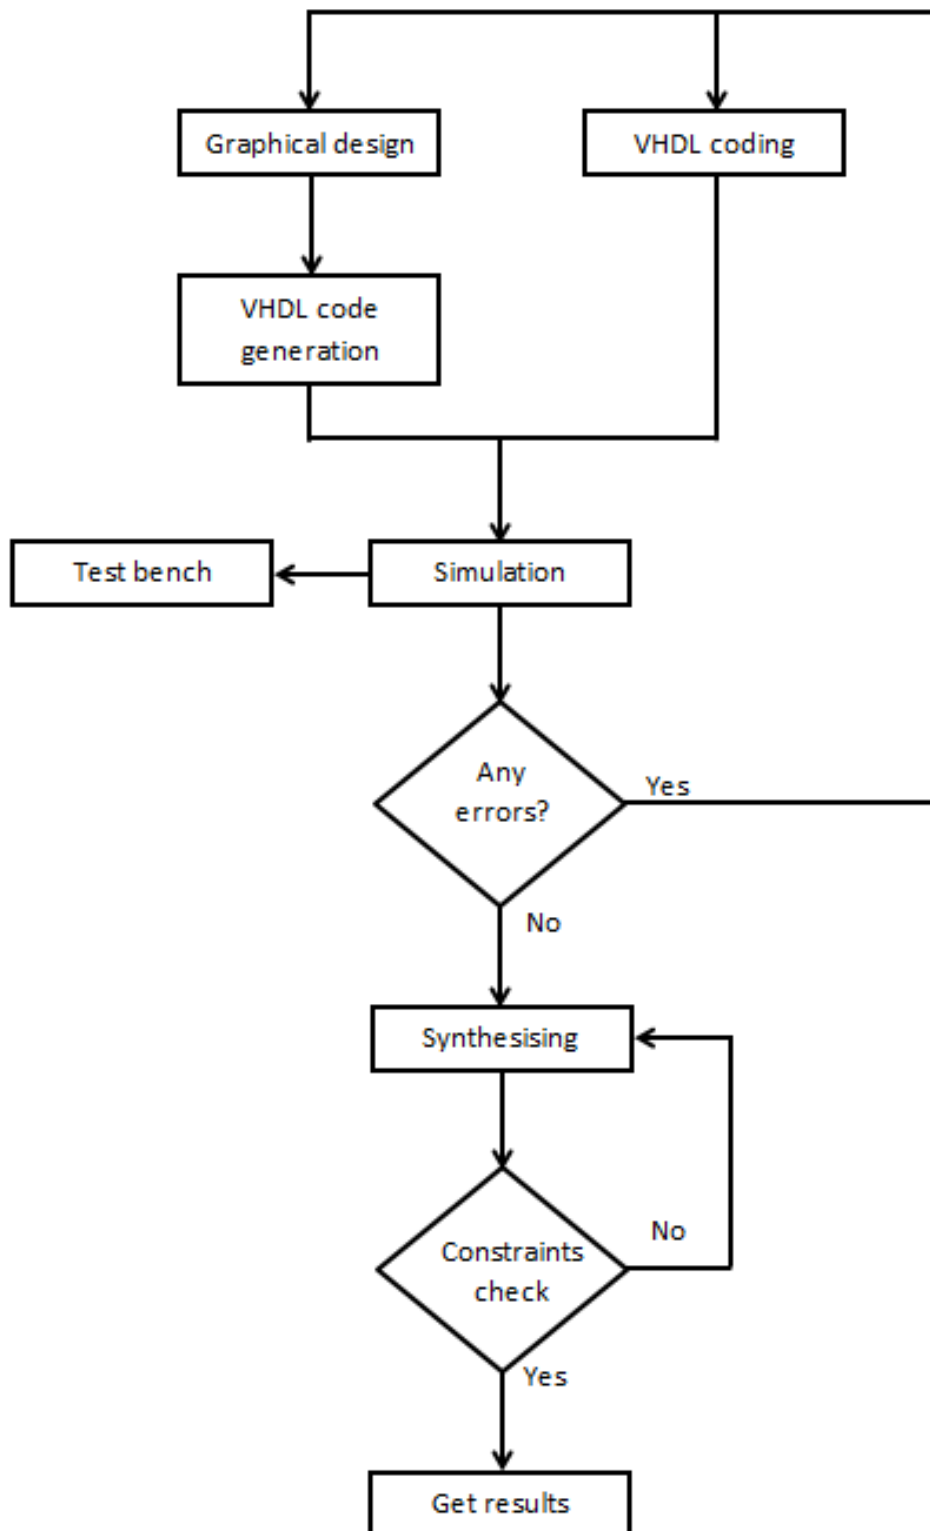 Graphical design
VHDL coding
VHDL code
generation
Test bench
Simulation
Any
errors?
Yes
No
Synthesising
No
Constraints
check
Yes
Get results